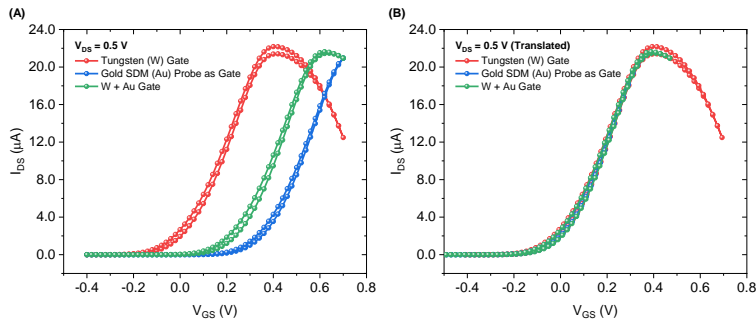 (A)
V_DS = 0.5 V
Tungsten (W) Gate
Gold SDM (Au) Probe as Gate
W + Au Gate
24.0
20.0
16.0
12.0
8.0
4.0
0.0
I_DS (μA)
-0.4 -0.2 0.0 0.2 0.4 0.6 0.8
V_GS (V)
(B)
V_DS = 0.5 V (Translated)
Tungsten (W) Gate
Gold SDM (Au) Probe as Gate
W + Au Gate
24.0
20.0
16.0
12.0
8.0
4.0
0.0
I_DS (μA)
-0.4 -0.2 0.0 0.2 0.4 0.6 0.8
V_GS (V)